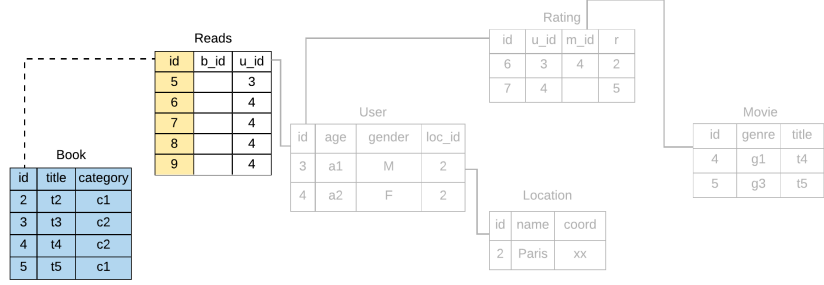 Reads
id b_id u_id
5 3
6 4
7 4
8 4
9 4
Book
id title category
2 t2 c1
3 t3 c2
4 t4 c2
5 t5 c1
User
id age gender loc_id
3 a1 M 2
4 a2 F 2
Rating
id u_id m_id r
6 3 4 2
7 4 5
Location
id name coord
2 Paris xx
Movie
id genre title
4 g1 t4
5 g3 t5